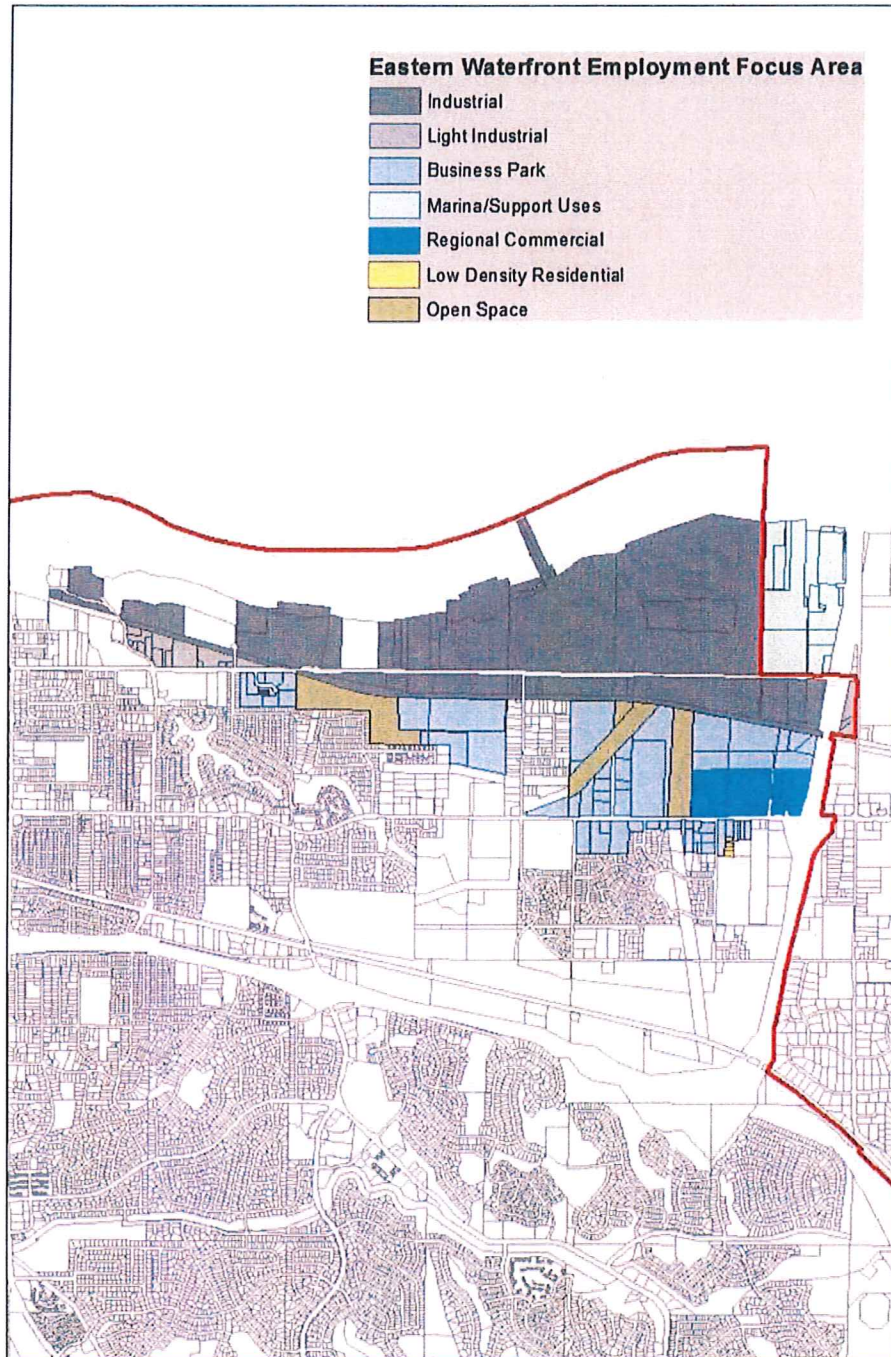 Eastern Waterfront Employment Focus Area
Industrial
Light Industrial
Business Park
Marina/Support Uses
Regional Commercial
Low Density Residential
Open Space